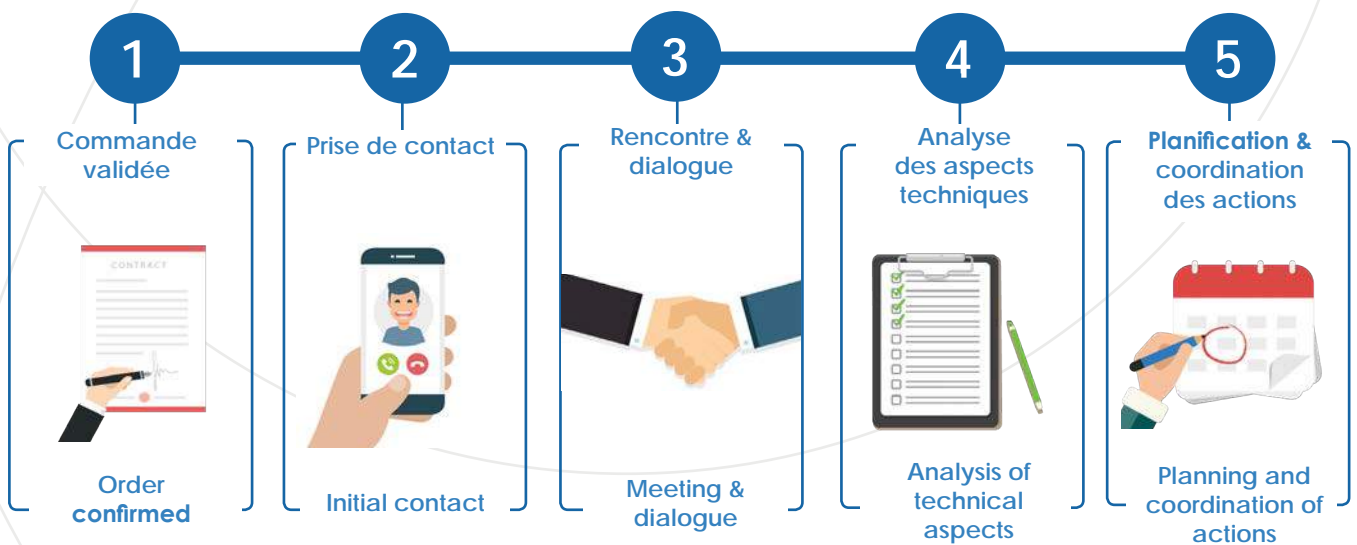 1
2
3
4
5
Commande
validée
CONTRACT
Order
confirmed
Prise de contact
Initial contact
Rencontre &
dialogue
Meeting &
dialogue
Analyse
des aspects
techniques
Analysis of
technical
aspects
Planification &
coordination
des actions
Planning and
coordination of
actions